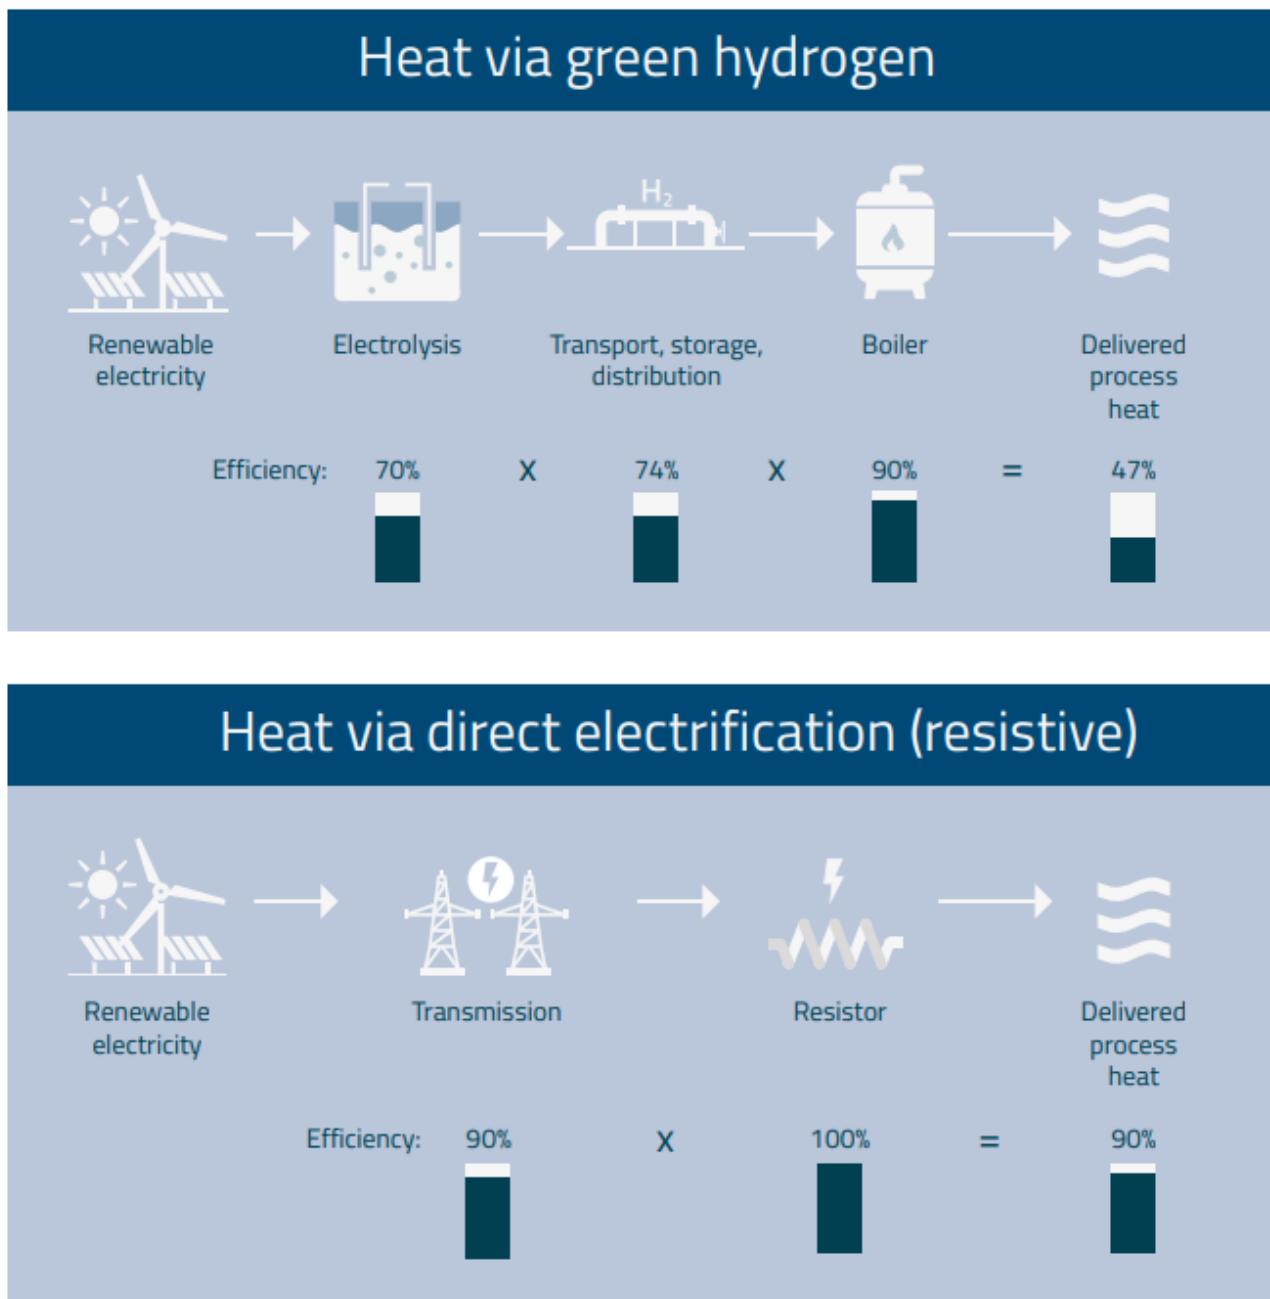 Heat via green hydrogen
H₂
Renewable
electricity
Electrolysis
Transport, storage,
distribution
Boiler
Delivered
process
heat
Efficiency: 70% X 74% X 90% = 47%
Heat via direct electrification (resistive)
Renewable
electricity
Transmission
Resistor
Delivered
process
heat
Efficiency: 90% X 100% = 90%